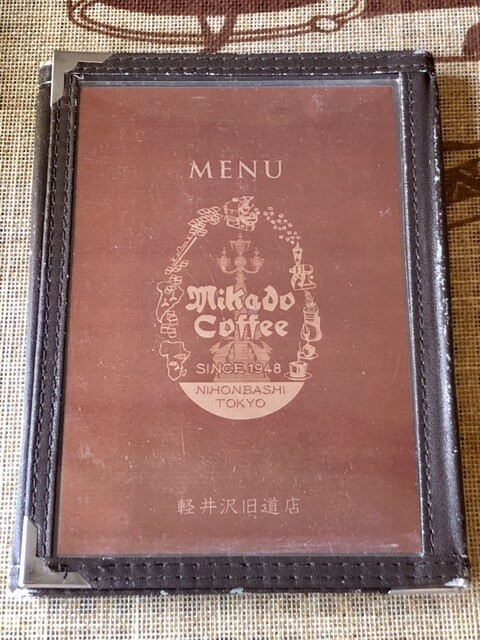 MENU
Mikado
Coffee
SINCE 1948
NIHONBASHI
TOKYO
軽井沢旧道店